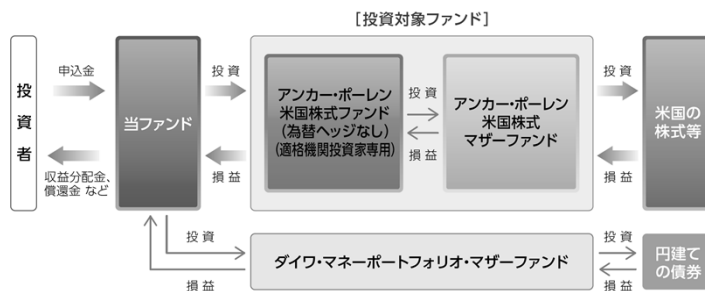 [投資対象ファンド]
投資者
申込金
収益分配金、
償還金 など
当ファンド
投資
損益
アンカー・ポーレン
米国株式ファンド
(為替ヘッジなし)
(適格機関投資家専用)
投資
損益
アンカー・ポーレン
米国株式
マザーファンド
投資
損益
米国の
株式等
投資
損益
ダイワ・マネーポートフォリオ・マザーファンド
投資
損益
円建て
の債券